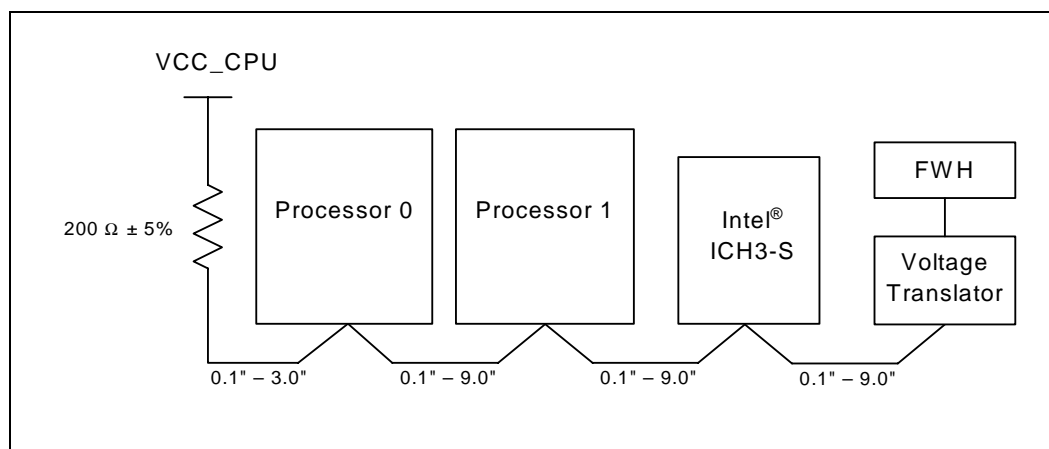 VCC_CPU
200 Ω ± 5%
Processor 0
Processor 1
Intel®
ICH3-S
FWH
Voltage
Translator
0.1" – 3.0"
0.1" – 9.0"
0.1" – 9.0"
0.1" – 9.0"